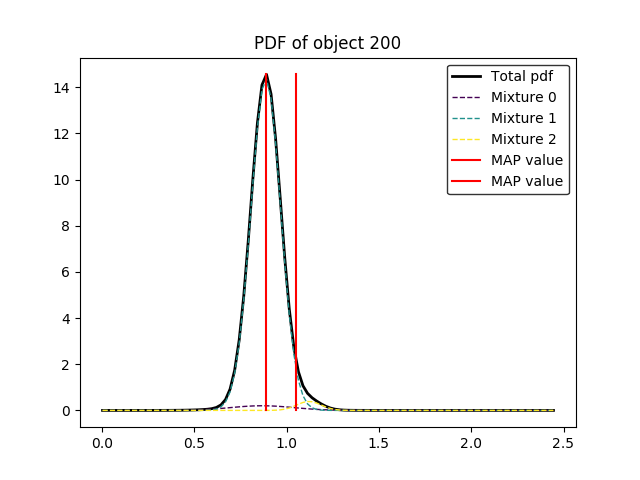 PDF of object 200
Total pdf
Mixture 0
Mixture 1
Mixture 2
MAP value
MAP value
14
12
10
8
6
4
2
0
0.0 0.5 1.0 1.5 2.0 2.5